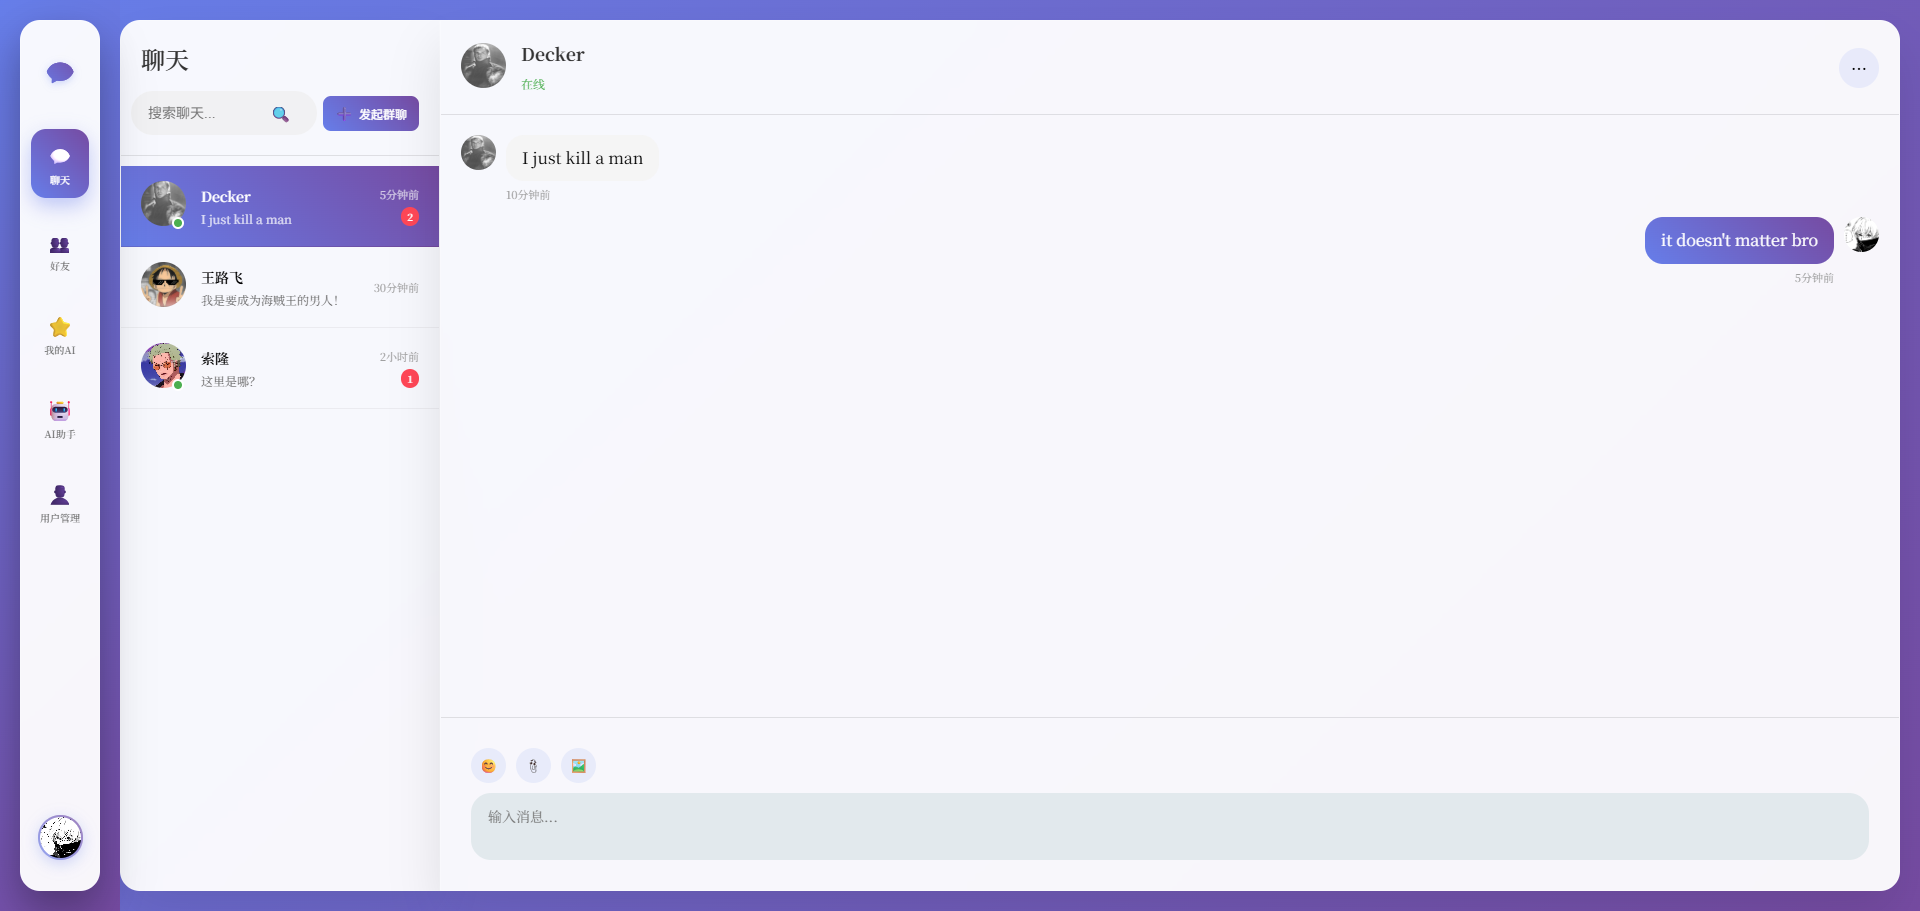 聊天
好友
我的AI
AI助手
用户管理
聊天
搜索聊天...
发起群聊
Decker
5分钟前
I just kill a man
2
王路飞
30分钟前
我是要成为海贼王的男人!
索隆
2小时前
这里是哪?
1
Decker
在线
...
I just kill a man
10分钟前
it doesn't matter bro
5分钟前
输入消息...